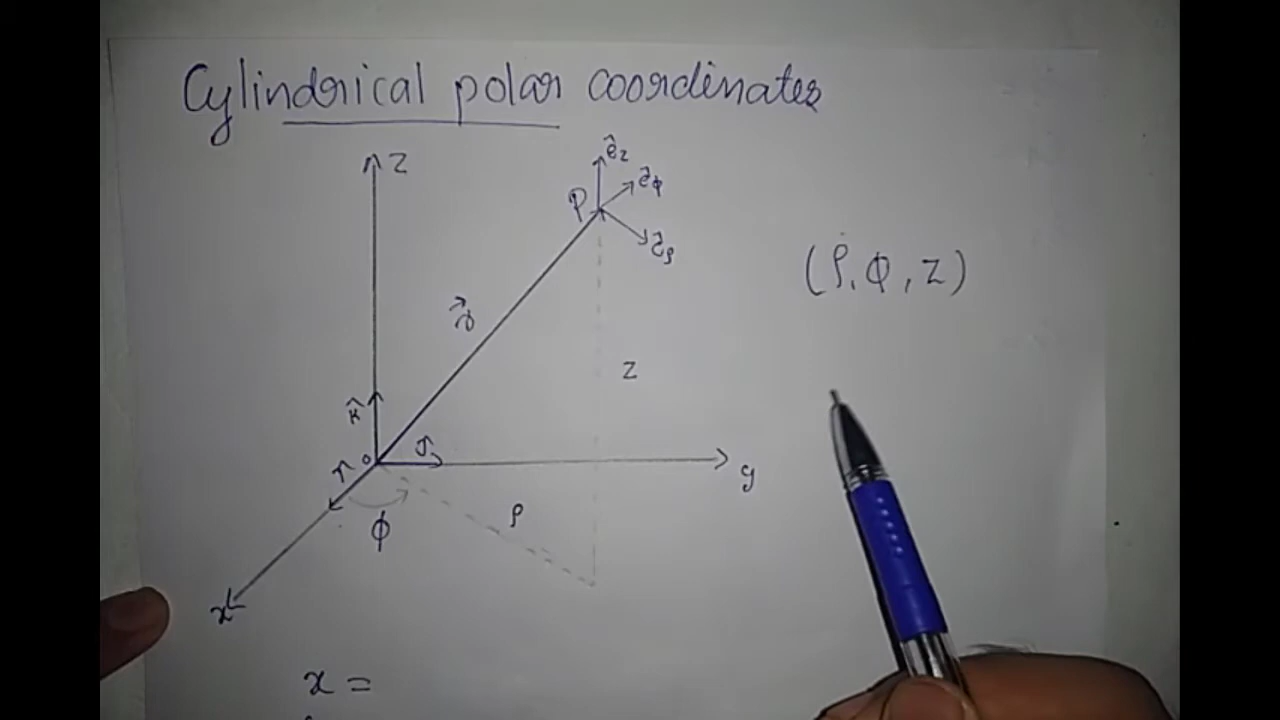 Cylindrical polar coordinates
z
ê_z
ê_φ
P
ê_ρ
(ρ, φ, z)
r⃗
z
k̂
ĵ
î
o
y
ρ
φ
x
x =